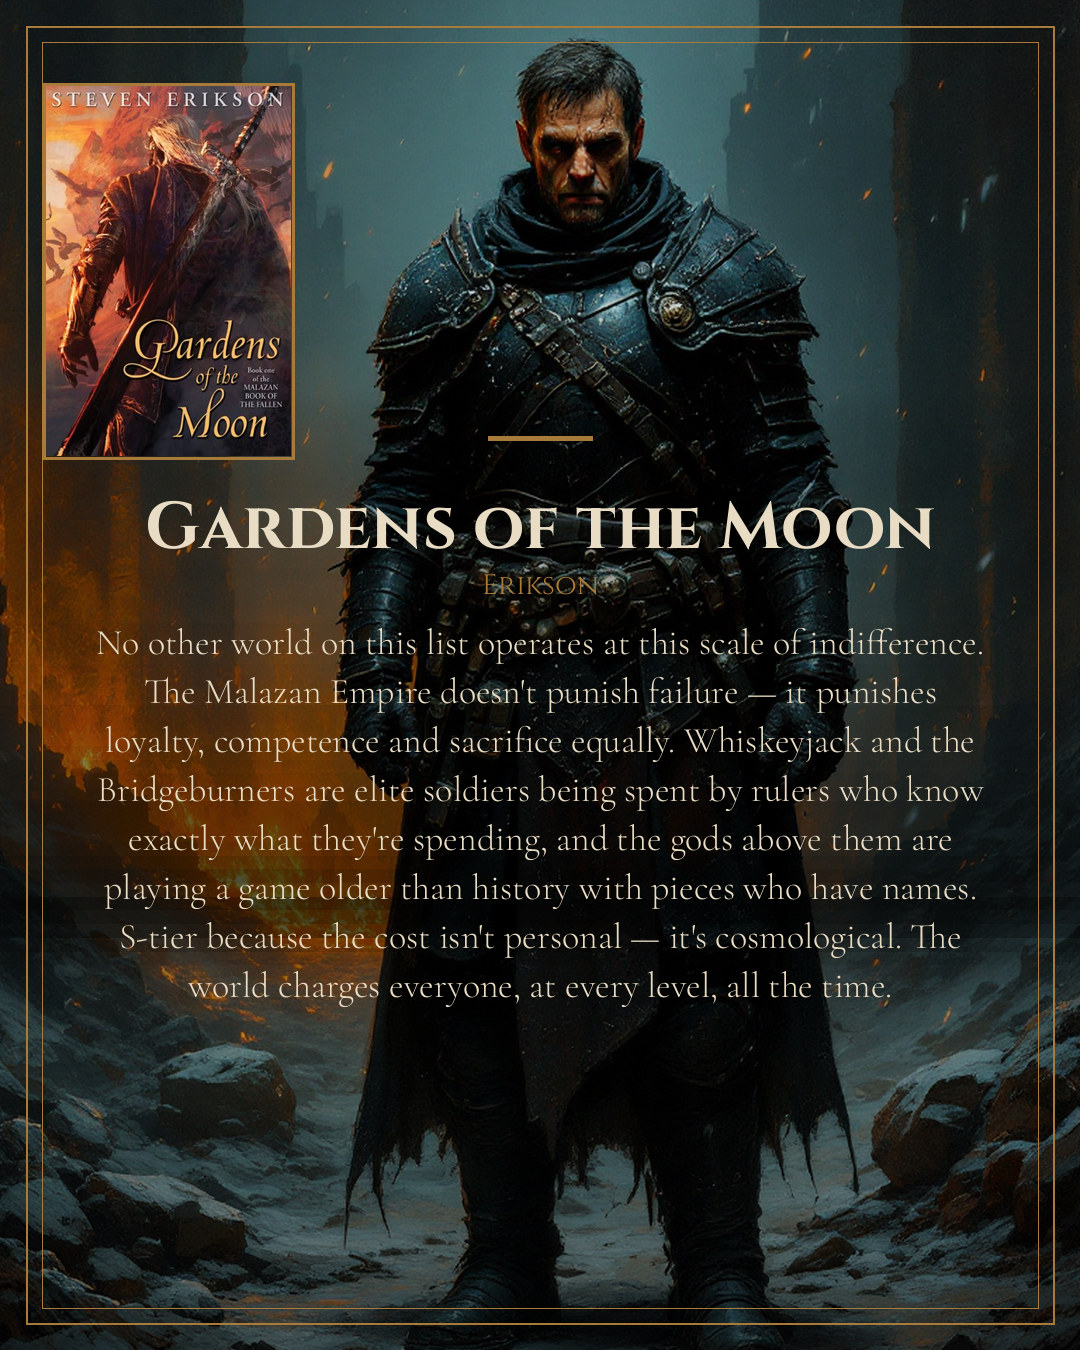 STEVEN ERIKSON
Gardens
of the
Moon
Book one
of the
MALAZAN
BOOK OF
THE FALLEN
Gardens of the Moon
Erikson
No other world on this list operates at this scale of indifference.
The Malazan Empire doesn't punish failure — it punishes
loyalty, competence and sacrifice equally. Whiskeyjack and the
Bridgeburners are elite soldiers being spent by rulers who know
exactly what they're spending, and the gods above them are
playing a game older than history with pieces who have names.
S-tier because the cost isn't personal — it's cosmological. The
world charges everyone, at every level, all the time.